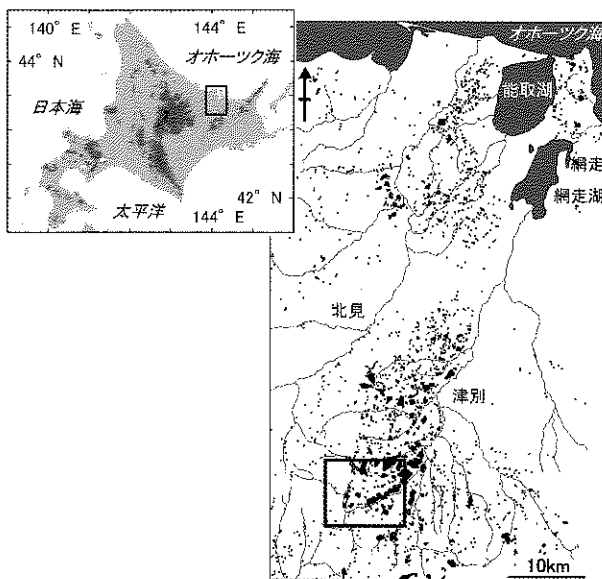 140° E
144° E
44° N
オホーツク海
日本海
太平洋
42° N
144° E
オホーツク海
能取湖
網走
網走湖
北見
津別
10km